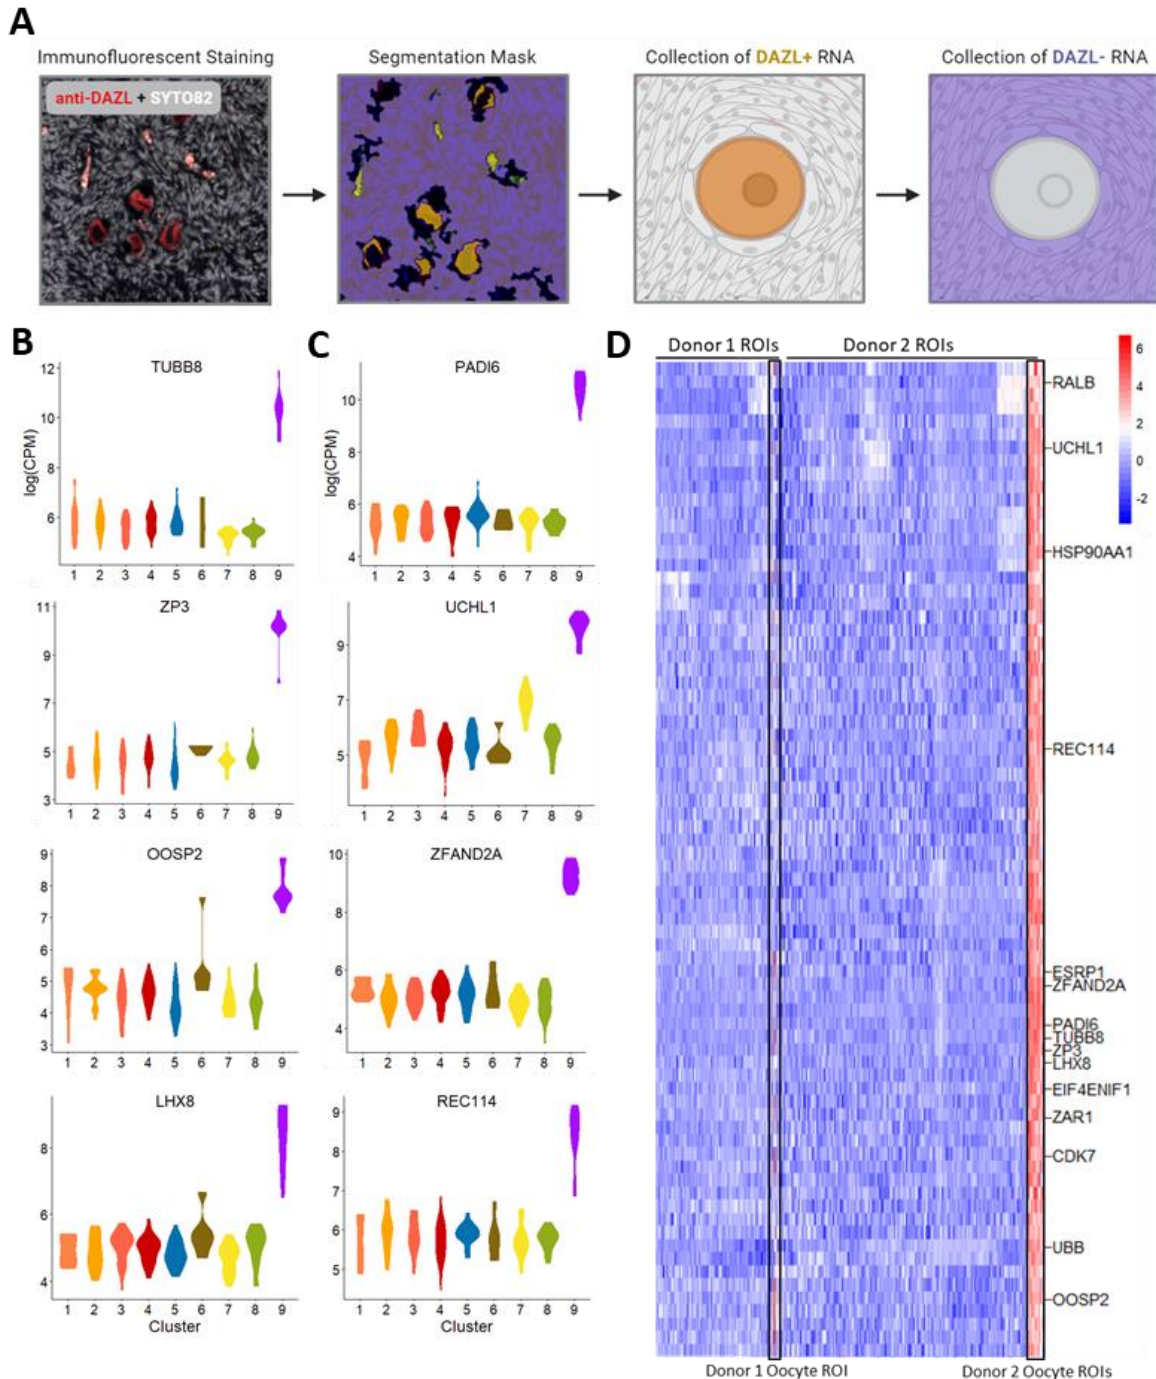 A
Immunofluorescent Staining
Segmentation Mask
Collection of DAZL+ RNA
Collection of DAZL- RNA
anti-DAZL + SYTO82
B
TUBB8
log(CPM)
12
10
8
6
1 2 3 4 5 6 7 8 9
ZP3
11
9
7
5
3
1 2 3 4 5 6 7 8 9
OOSP2
9
8
7
6
5
4
3
1 2 3 4 5 6 7 8 9
LHX8
8
6
4
1 2 3 4 5 6 7 8 9
Cluster
C
PADI6
log(CPM)
10
8
6
4
1 2 3 4 5 6 7 8 9
UCHL1
9
7
5
1 2 3 4 5 6 7 8 9
ZFAND2A
10
8
6
4
1 2 3 4 5 6 7 8 9
REC114
9
8
7
6
5
1 2 3 4 5 6 7 8 9
Cluster
D
Donor 1 ROIs
Donor 2 ROIs
6
4
2
0
-2
RALB
UCHL1
HSP90AA1
REC114
ESRP1
ZFAND2A
PADI6
TUBB8
ZP3
LHX8
EIF4ENIF1
ZAR1
CDK7
UBB
OOSP2
Donor 1 Oocyte ROI
Donor 2 Oocyte ROIs